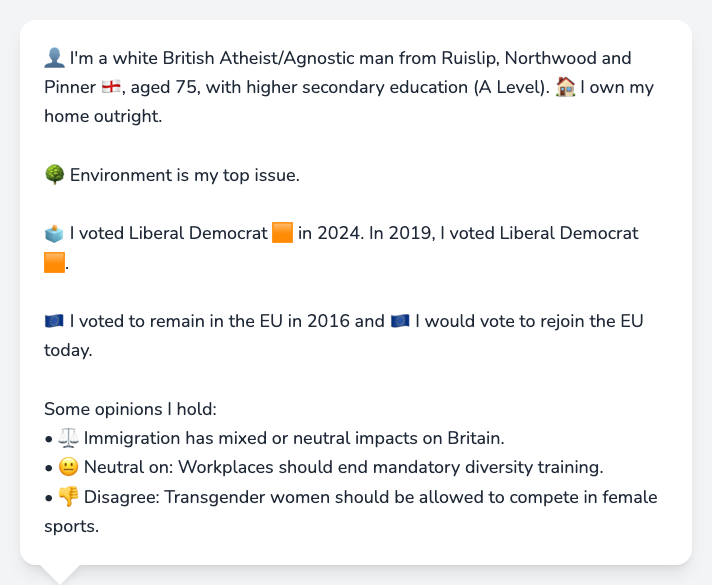 👤 I'm a white British Atheist/Agnostic man from Ruislip, Northwood and
Pinner 🏴󠁧󠁢󠁥󠁮󠁧󠁿, aged 75, with higher secondary education (A Level). 🏠 I own my
home outright.
🌳 Environment is my top issue.
🗳️ I voted Liberal Democrat 🟧 in 2024. In 2019, I voted Liberal Democrat
🟧.
🇪🇺 I voted to remain in the EU in 2016 and 🇪🇺 I would vote to rejoin the EU
today.
Some opinions I hold:
• ⚖️ Immigration has mixed or neutral impacts on Britain.
• 😐 Neutral on: Workplaces should end mandatory diversity training.
• 👎 Disagree: Transgender women should be allowed to compete in female
sports.